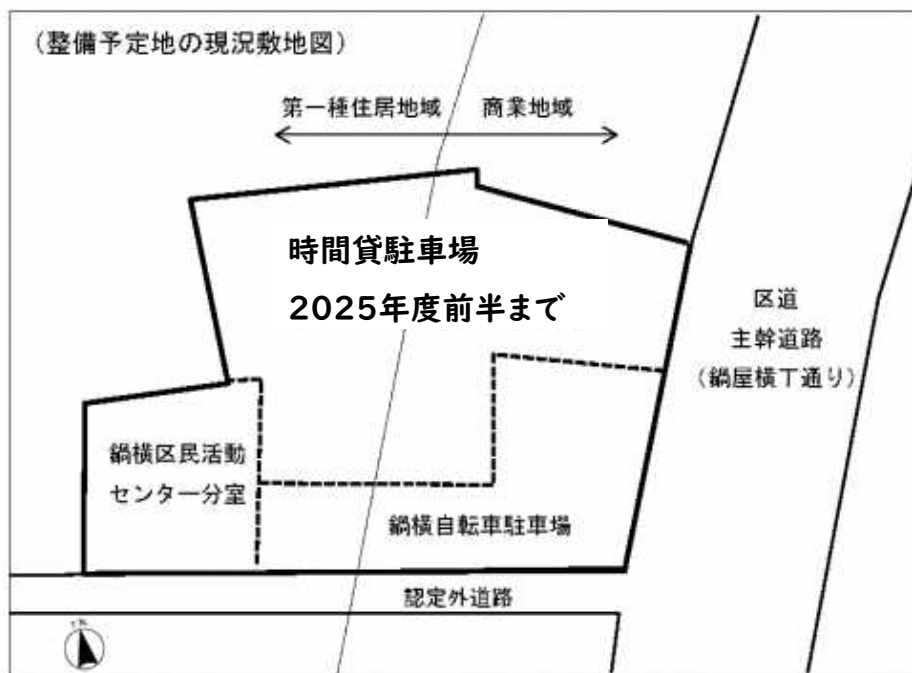 （整備予定地の現況敷地図）
第一種住居地域
商業地域
時間貸駐車場
2025年度前半まで
区道
主幹道路
（鍋屋横丁通り）
鍋横区民活動
センター分室
鍋横自転車駐車場
認定外道路